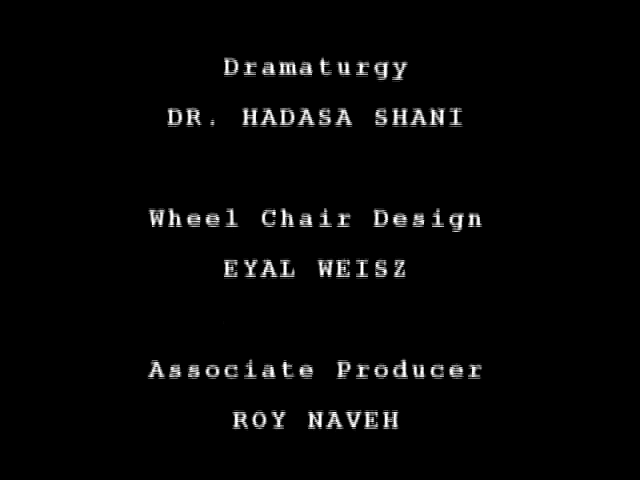 Dramaturgy
DR. HADASA SHANI
Wheel Chair Design
EYAL WEISZ
Associate Producer
ROY NAVEH